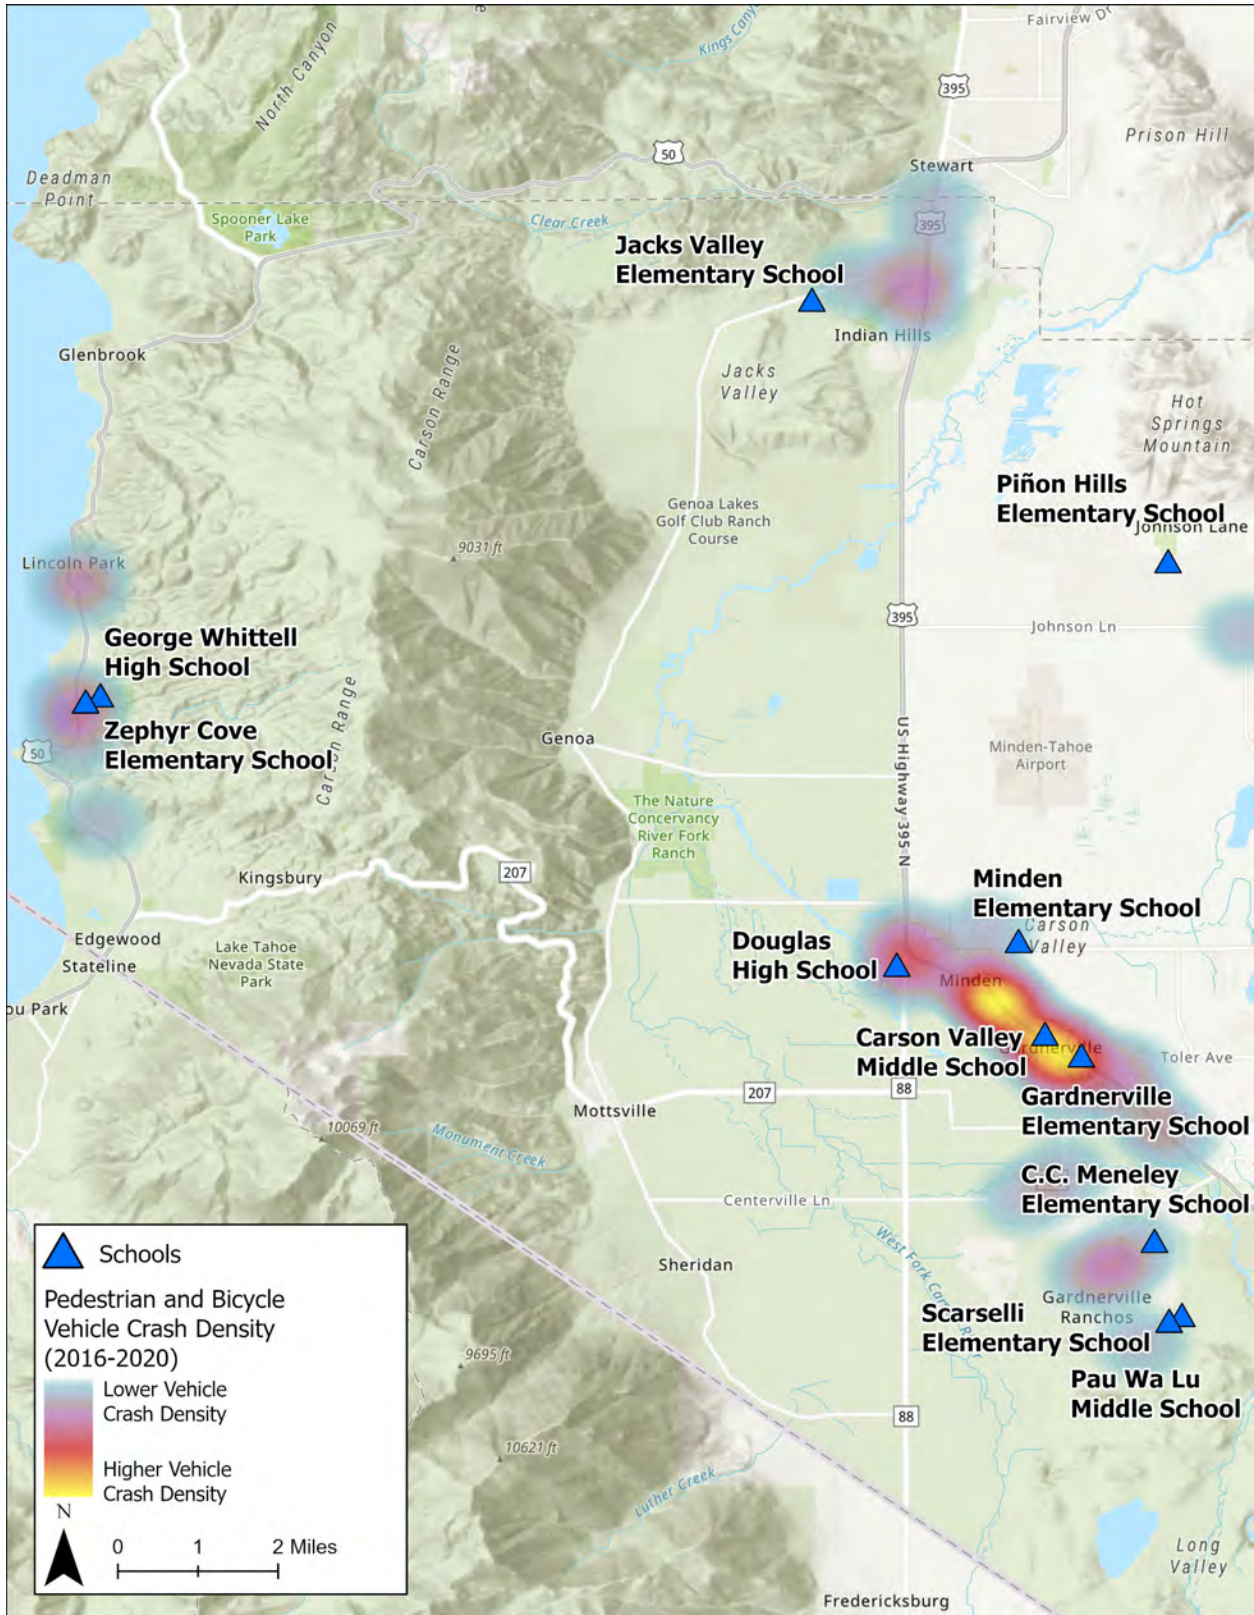 Fairview Dr
Kings Cany
North Canyon
395
Prison Hill
50
Stewart
Deadman
Point
Spooner Lake
Park
Clear Creek
395
Jacks Valley
Elementary School
Indian Hills
Glenbrook
Carson Range
Jacks
Valley
Hot
Springs
Mountain
Piñon Hills
Elementary School
Johnson Lane
Genoa Lakes
Golf Club Ranch
Course
9031 ft
Lincoln Park
395
Johnson Ln
George Whittell
High School
Zephyr Cove
Elementary School
50
Carson Range
Genoa
US Highway 395 N
Minden-Tahoe
Airport
The Nature
Concervancy
River Fork
Ranch
Kingsbury
207
Minden
Elementary School
Carson
Valley
Edgewood
Stateline
Lake Tahoe
Nevada State
Park
Douglas
High School
Minden
ou Park
Carson Valley
Middle School
Gardnerville
Toler Ave
207
88
Gardnerville
Elementary School
Mottsville
10069 ft
Monument Creek
C.C. Meneley
Elementary School
Centerville Ln
West Fork Car
Sheridan
Gardnerville
Ranchos
Scarselli
Elementary School
Pau Wa Lu
Middle School
9695 ft
88
10621 ft
Luther Creek
Long
Valley
Fredericksburg
Schools
Pedestrian and Bicycle
Vehicle Crash Density
(2016-2020)
Lower Vehicle
Crash Density
Higher Vehicle
Crash Density
N
0 1 2 Miles